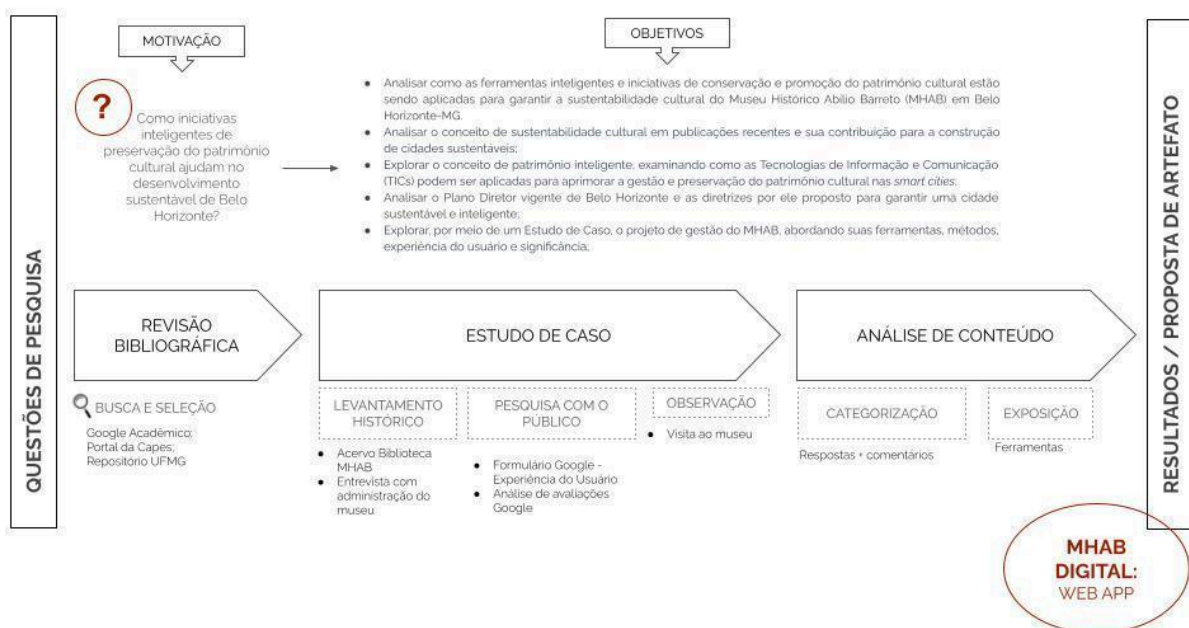 QUESTÕES DE PESQUISA
MOTIVAÇÃO
?
Como iniciativas
inteligentes de
preservação do patrimônio
cultural ajudam no
desenvolvimento
sustentável de Belo
Horizonte?
OBJETIVOS
● Analisar como as ferramentas inteligentes e iniciativas de conservação e promoção do patrimônio cultural estão
sendo aplicadas para garantir a sustentabilidade cultural do Museu Histórico Abílio Barreto (MHAB) em Belo
Horizonte-MG.
● Analisar o conceito de sustentabilidade cultural em publicações recentes e sua contribuição para a construção
de cidades sustentáveis;
● Explorar o conceito de patrimônio inteligente, examinando como as Tecnologias de Informação e Comunicação
(TICs) podem ser aplicadas para aprimorar a gestão e preservação do patrimônio cultural nas smart cities;
● Analisar o Plano Diretor vigente de Belo Horizonte e as diretrizes por ele proposto para garantir uma cidade
sustentável e inteligente;
● Explorar, por meio de um Estudo de Caso, o projeto de gestão do MHAB, abordando suas ferramentas, métodos,
experiência do usuário e significância;
REVISÃO
BIBLIOGRÁFICA
BUSCA E SELEÇÃO
Google Acadêmico;
Portal da Capes;
Repositório UFMG
ESTUDO DE CASO
LEVANTAMENTO
HISTÓRICO
● Acervo Biblioteca
MHAB
● Entrevista com
administração do
museu
PESQUISA COM O
PÚBLICO
● Formulário Google -
Experiência do Usuário
● Análise de avaliações
Google
OBSERVAÇÃO
● Visita ao museu
ANÁLISE DE CONTEÚDO
CATEGORIZAÇÃO
Respostas + comentários
EXPOSIÇÃO
Ferramentas
RESULTADOS / PROPOSTA DE ARTEFATO
MHAB
DIGITAL:
WEB APP